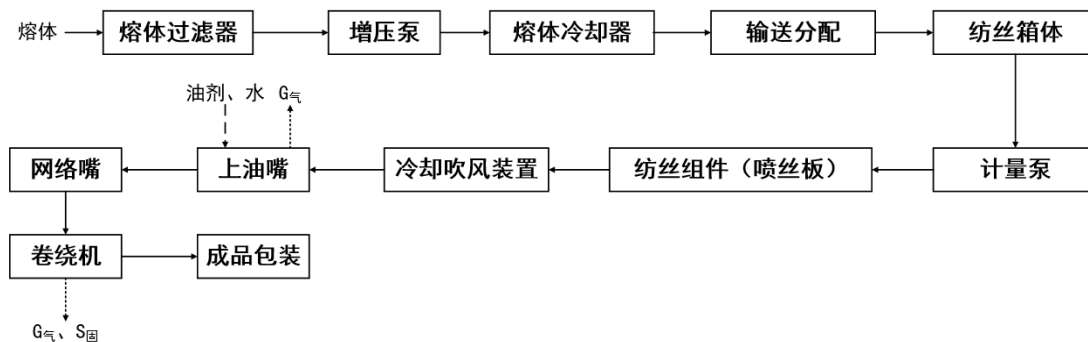 熔体
熔体过滤器
增压泵
熔体冷却器
输送分配
纺丝箱体
油剂、水 G气
网络嘴
上油嘴
冷却吹风装置
纺丝组件（喷丝板）
计量泵
卷绕机
成品包装
G气、S固